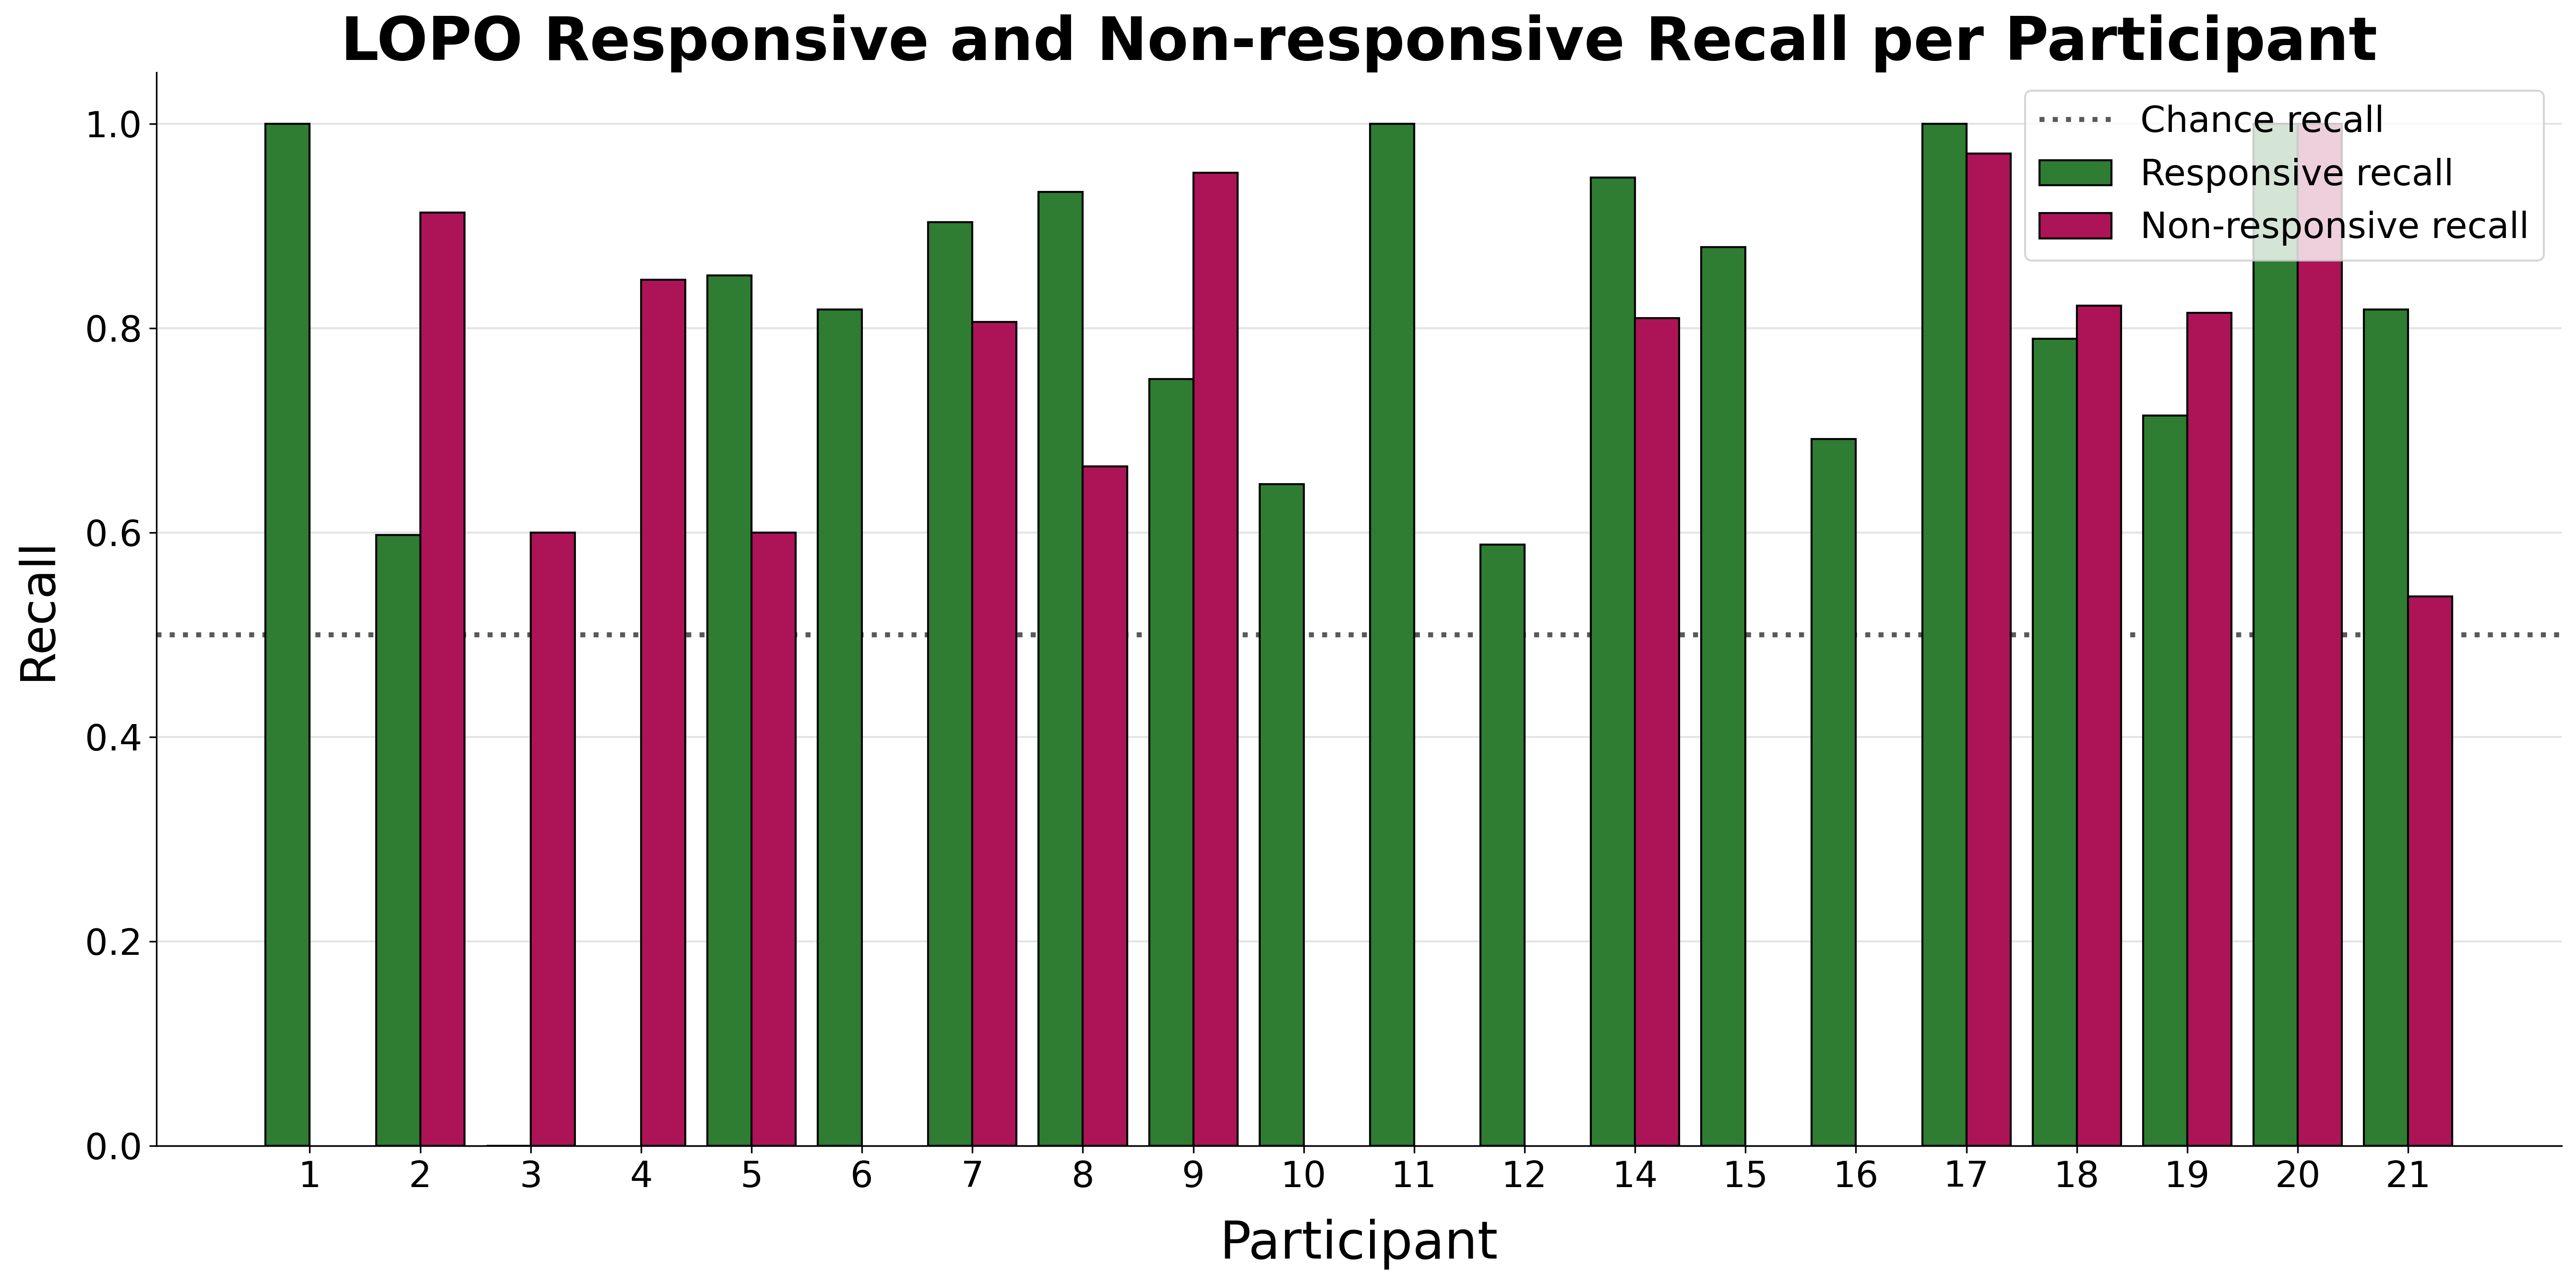 LOPO Responsive and Non-responsive Recall per Participant
Chance recall
Responsive recall
Non-responsive recall
1.0
0.8
0.6
0.4
0.2
0.0
Recall
1 2 3 4 5 6 7 8 9 10 11 12 14 15 16 17 18 19 20 21
Participant